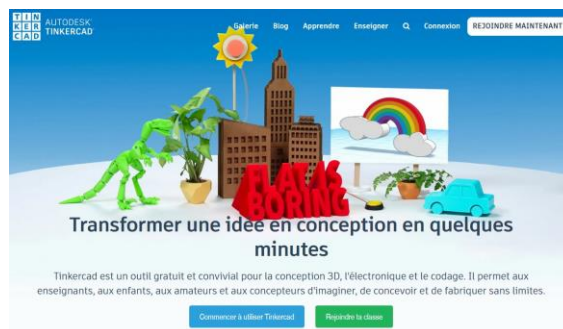 TIN
KER
CAD
AUTODESK
TINKERCAD
Galerie Blog Apprendre Enseigner Connexion REJOINDRE MAINTENANT
FLAT AS
BORING
Transformer une idée en conception en quelques
minutes
Tinkercad est un outil gratuit et convivial pour la conception 3D, l'électronique et le codage. Il permet aux
enseignants, aux enfants, aux amateurs et aux concepteurs d'imaginer, de concevoir et de fabriquer sans limites.
Commencer à utiliser Tinkercad Rejoindre la classe